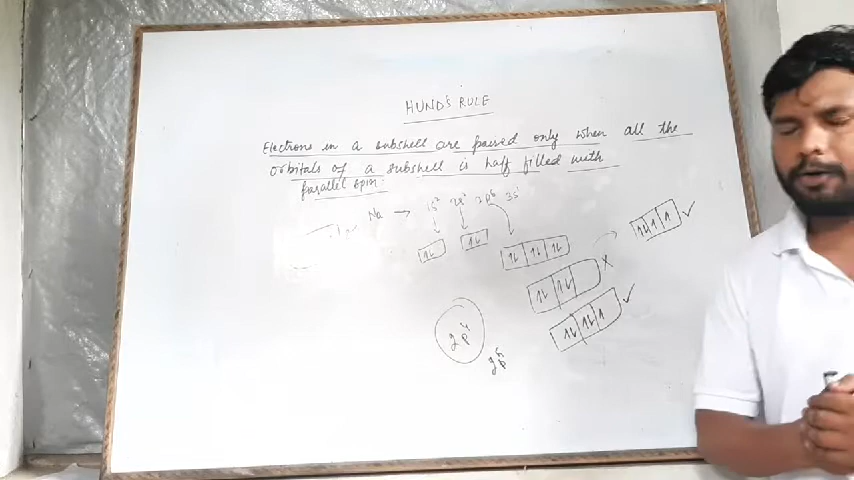 HUND'S RULE
Electrons in a subshell are paired only when all the
orbitals of a subshell is half filled with
parallel spin.
Na → 1s² 2s² 2p⁶ 3s¹
2p⁴